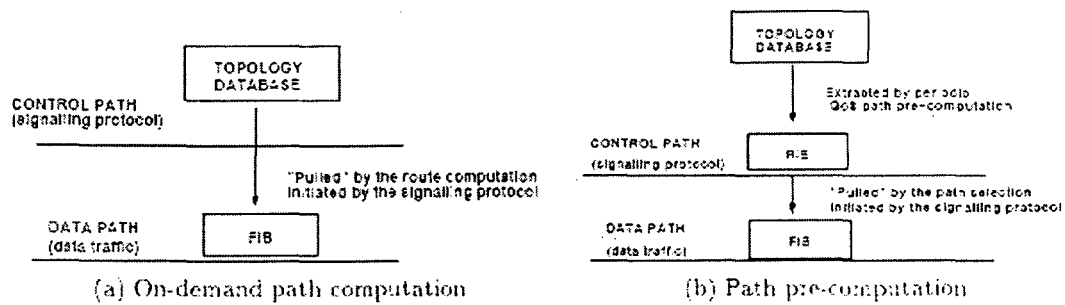 TOPOLOGY
DATABASE
CONTROL PATH
(signalling protocol)
"Pulled" by the route computation
initiated by the signalling protocol
DATA PATH
(data traffic)
FIB
(a) On-demand path computation
TOPOLOGY
DATABASE
Extracted by periodic
QoS path pre-computation
CONTROL PATH
(signalling protocol)
RIB
"Pulled" by the path selection
initiated by the signalling protocol
DATA PATH
(data traffic)
FIB
(b) Path pre-computation